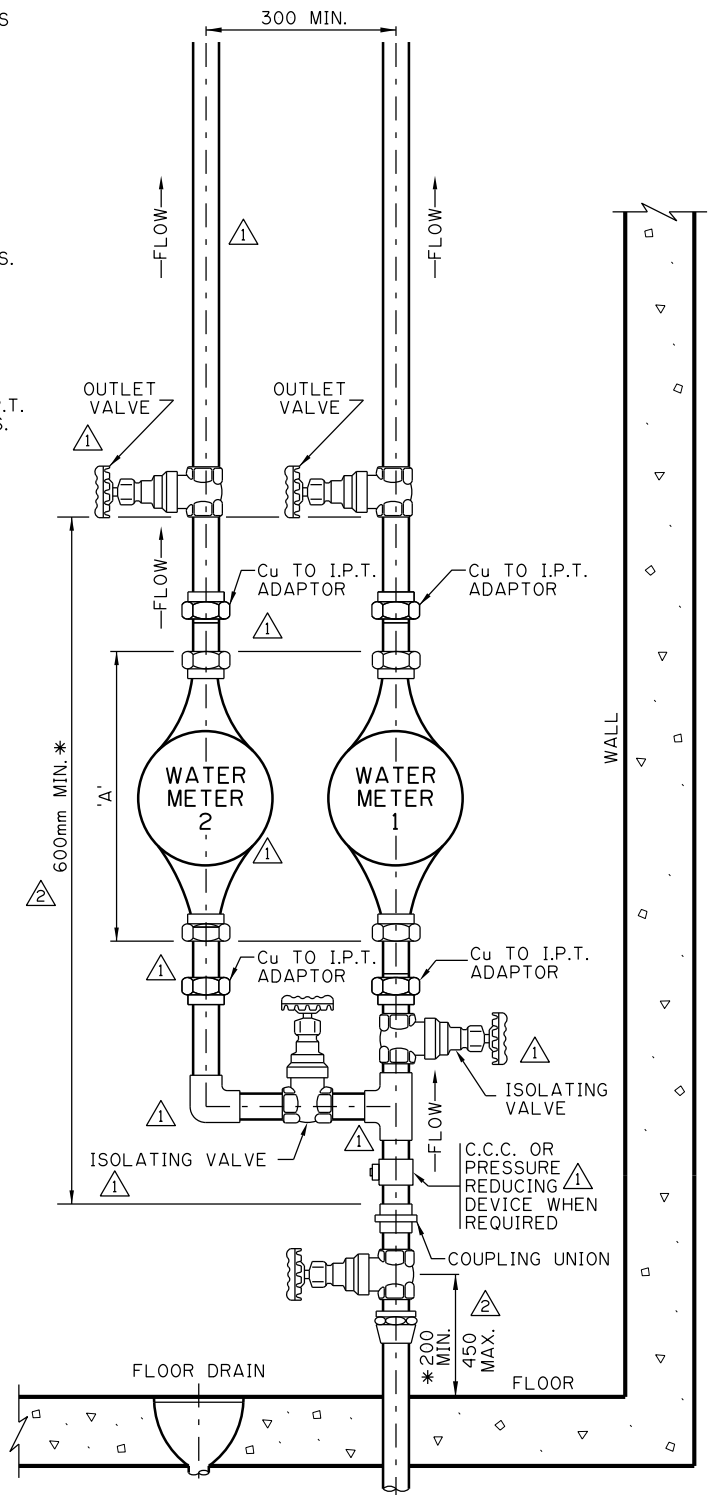 S
300 MIN.
FLOW
1
FLOW
S.
P.T.
S.
OUTLET
VALVE
1
OUTLET
VALVE
FLOW
Cu TO I.P.T.
ADAPTOR
1
Cu TO I.P.T.
ADAPTOR
WALL
2
600mm MIN.*
'A'
WATER
METER
2
1
WATER
METER
1
1
Cu TO I.P.T.
ADAPTOR
Cu TO I.P.T.
ADAPTOR
1
ISOLATING
VALVE
1
1
FLOW
ISOLATING VALVE
1
C.C.C. OR
PRESSURE
REDUCING
DEVICE WHEN
REQUIRED
1
COUPLING UNION
2
*200
MIN.
450
MAX.
FLOOR DRAIN
FLOOR